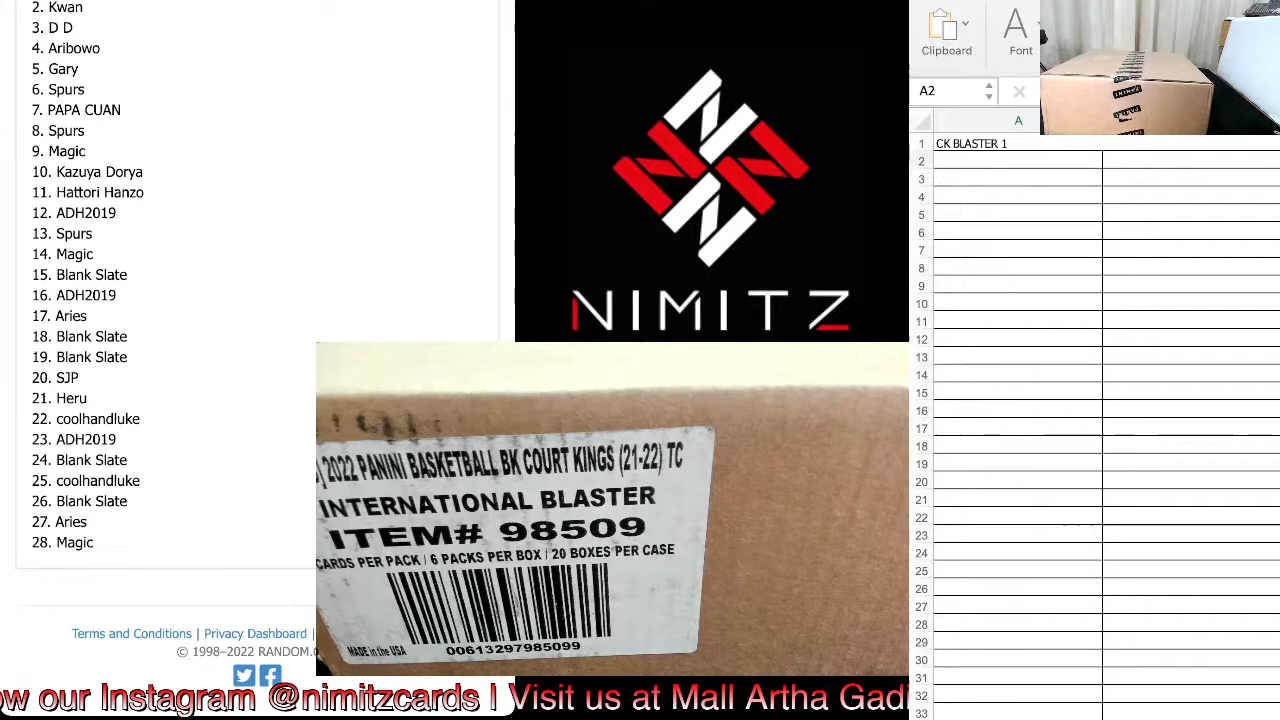 2. Kwan
3. D D
4. Aribowo
5. Gary
6. Spurs
7. PAPA CUAN
8. Spurs
9. Magic
10. Kazuya Dorya
11. Hattori Hanzo
12. ADH2019
13. Spurs
14. Magic
15. Blank Slate
16. ADH2019
17. Aries
18. Blank Slate
19. Blank Slate
20. SJP
21. Heru
22. coolhandluke
23. ADH2019
24. Blank Slate
25. coolhandluke
26. Blank Slate
27. Aries
28. Magic
Terms and Conditions | Privacy Dashboard |
© 1998–2022 RANDOM.O
NIMITZ
2022 PANINI BASKETBALL BK COURT KINGS (21-22) TC
INTERNATIONAL BLASTER
ITEM# 98509
CARDS PER PACK | 6 PACKS PER BOX | 20 BOXES PER CASE
MADE in the USA
00613297985099
Clipboard
Font
A2
A
1 CK BLASTER 1
2
3
4
5
6
7
8
9
10
11
12
13
14
15
16
17
18
19
20
21
22
23
24
25
26
27
28
29
30
31
32
33
PANINI
ow our Instagram @nimitzcards I Visit us at Mall Artha Gadi